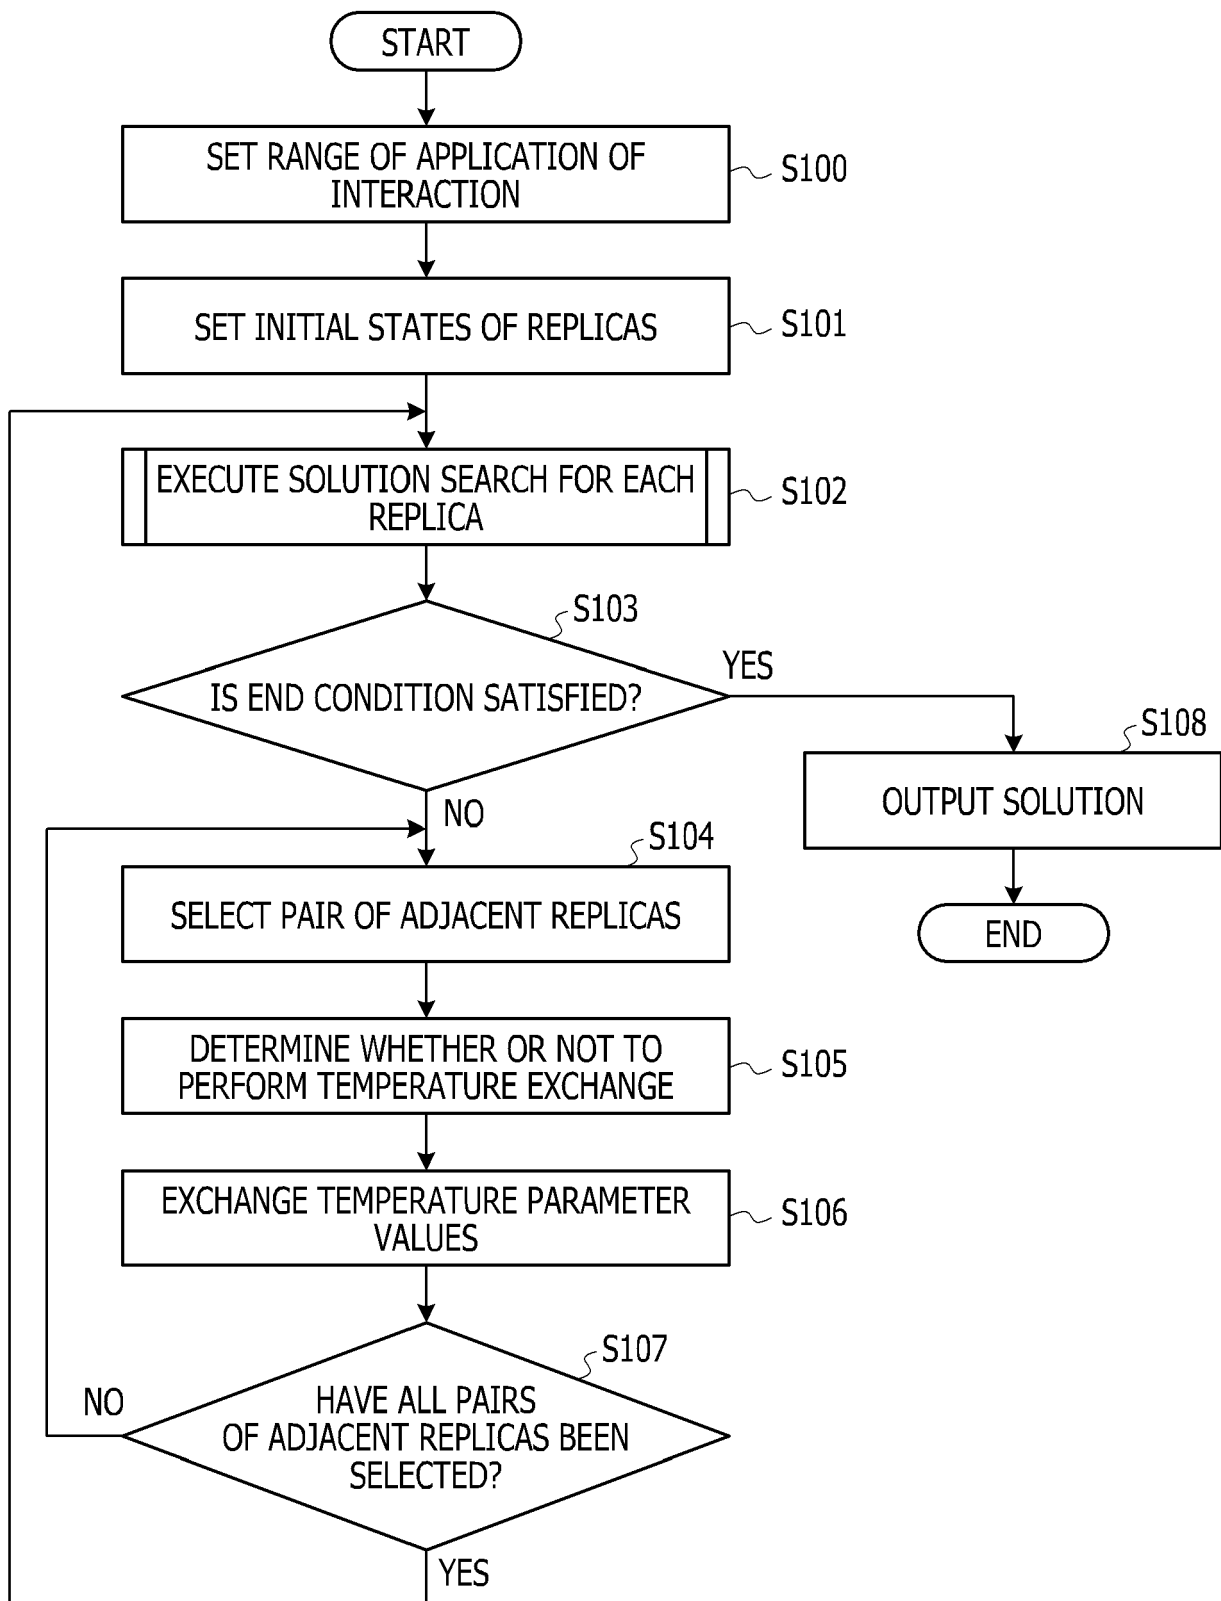 START
SET RANGE OF APPLICATION OF
INTERACTION
S100
SET INITIAL STATES OF REPLICAS
S101
EXECUTE SOLUTION SEARCH FOR EACH
REPLICA
S102
S103
IS END CONDITION SATISFIED?
YES
S108
OUTPUT SOLUTION
END
NO
S104
SELECT PAIR OF ADJACENT REPLICAS
DETERMINE WHETHER OR NOT TO
PERFORM TEMPERATURE EXCHANGE
S105
EXCHANGE TEMPERATURE PARAMETER
VALUES
S106
S107
HAVE ALL PAIRS
OF ADJACENT REPLICAS BEEN
SELECTED?
NO
YES